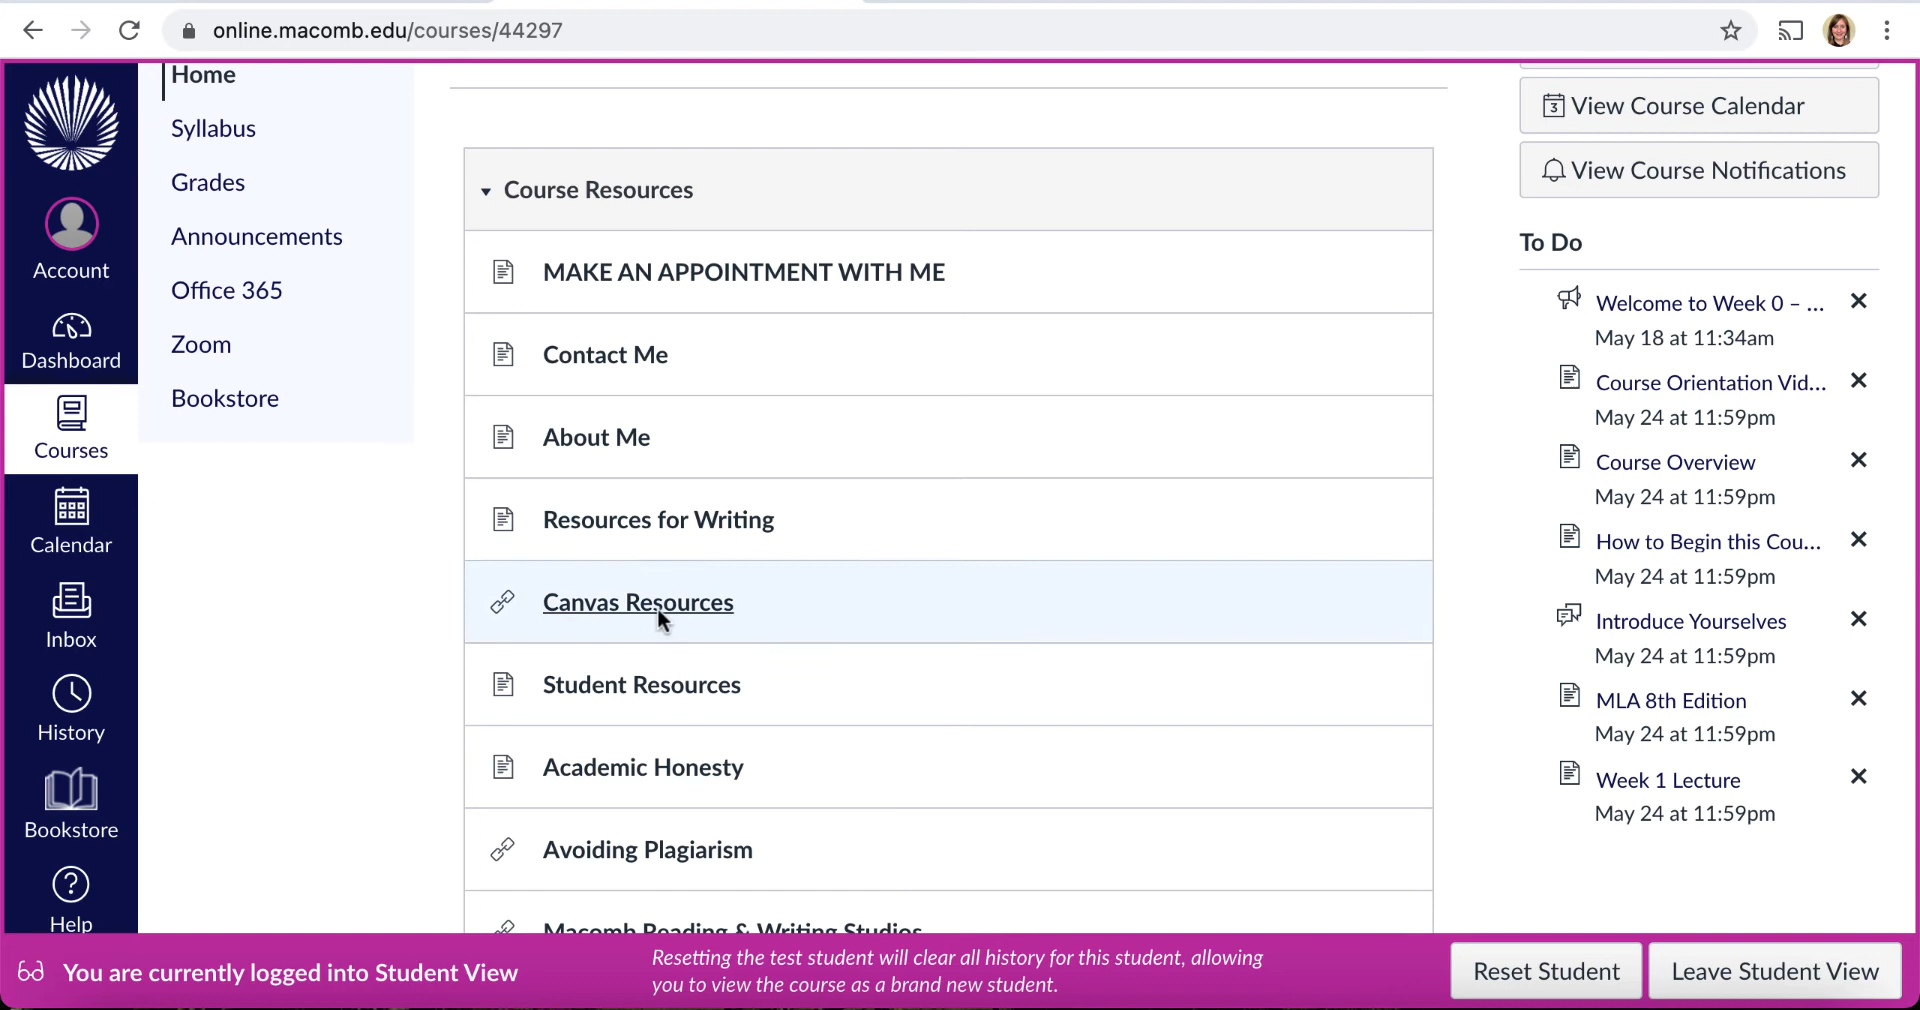 online.macomb.edu/courses/44297
Home
Syllabus
Grades
Announcements
Office 365
Zoom
Bookstore
Account
Dashboard
Courses
Calendar
Inbox
History
Bookstore
Help
Course Resources
MAKE AN APPOINTMENT WITH ME
Contact Me
About Me
Resources for Writing
Canvas Resources
Student Resources
Academic Honesty
Avoiding Plagiarism
Macomb Reading & Writing Studios
3 View Course Calendar
View Course Notifications
To Do
Welcome to Week 0 – ...
May 18 at 11:34am
Course Orientation Vid...
May 24 at 11:59pm
Course Overview
May 24 at 11:59pm
How to Begin this Cou...
May 24 at 11:59pm
Introduce Yourselves
May 24 at 11:59pm
MLA 8th Edition
May 24 at 11:59pm
Week 1 Lecture
May 24 at 11:59pm
You are currently logged into Student View
Resetting the test student will clear all history for this student, allowing
you to view the course as a brand new student.
Reset Student
Leave Student View